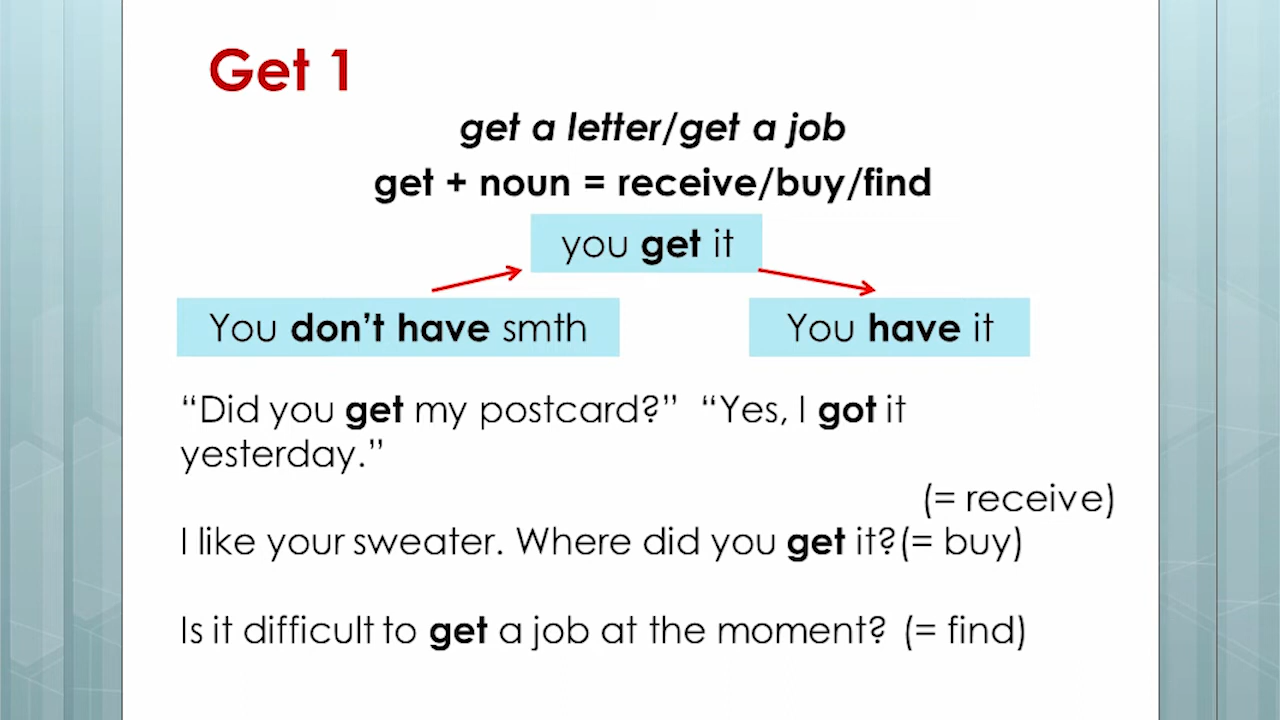 Get 1
get a letter/get a job
get + noun = receive/buy/find
you get it
You don't have smth
You have it
“Did you get my postcard?” “Yes, I got it
yesterday.”
(= receive)
I like your sweater. Where did you get it?(= buy)
Is it difficult to get a job at the moment? (= find)